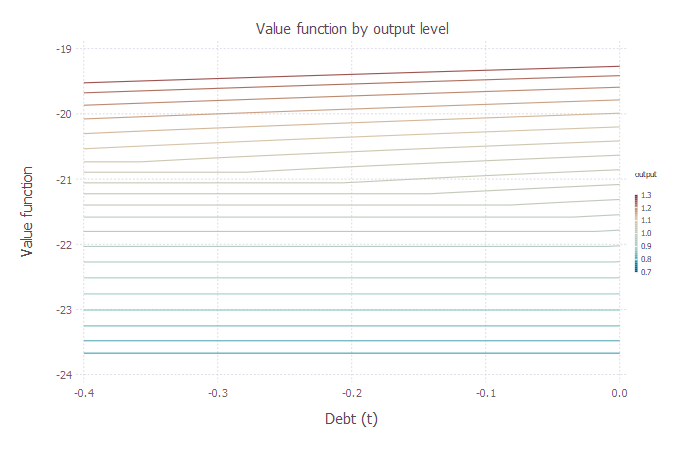 Value function by output level
-19
-20
-21
-22
-23
-24
Value function
-0.4 -0.3 -0.2 -0.1 0.0
Debt (t)
output
1.3
1.2
1.1
1.0
0.9
0.8
0.7